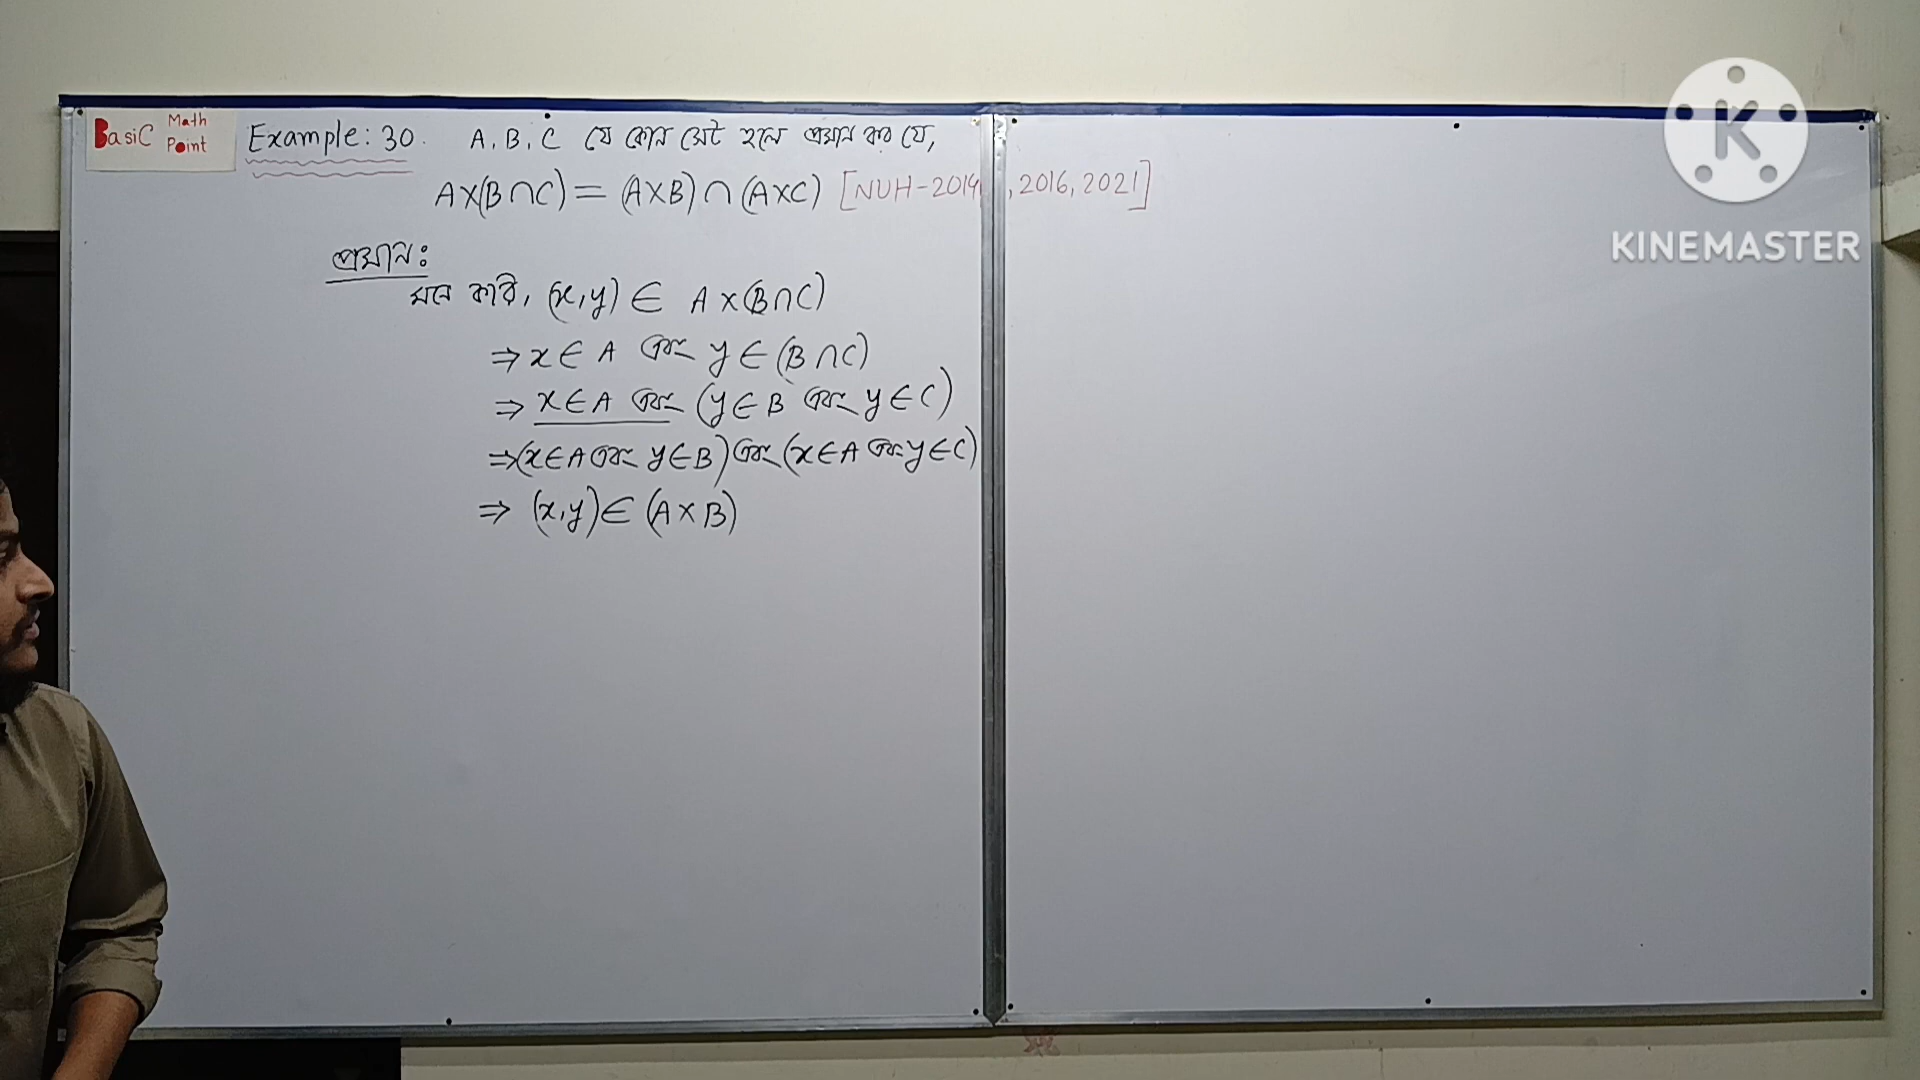 BasiC Math Point
Example: 30. A, B, C যে কোন সেট হলে প্রমান কর যে,
A×(B∩C) = (A×B)∩(A×C) [NUH-2014, 2016, 2021]
প্রমান:
মনে করি, (x,y) ∈ A×(B∩C)
⇒ x∈A এবং y∈(B∩C)
⇒ x∈A এবং (y∈B এবং y∈C)
⇒ (x∈A এবং y∈B) এবং (x∈A এবং y∈C)
⇒ (x,y)∈(A×B)
K
KINEMASTER